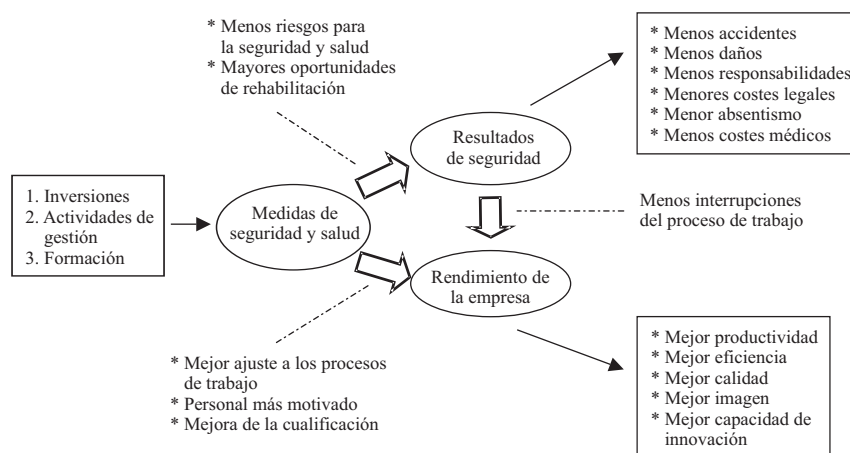 * Menos riesgos para
la seguridad y salud
* Mayores oportunidades
de rehabilitación
* Menos accidentes
* Menos daños
* Menos responsabilidades
* Menores costes legales
* Menor absentismo
* Menos costes médicos
Resultados
de seguridad
1. Inversiones
2. Actividades de
gestión
3. Formación
Medidas de
seguridad y salud
Menos interrupciones
del proceso de trabajo
Rendimiento de
la empresa
* Mejor ajuste a los procesos
de trabajo
* Personal más motivado
* Mejora de la cualificación
* Mejor productividad
* Mejor eficiencia
* Mejor calidad
* Mejor imagen
* Mejor capacidad de
innovación